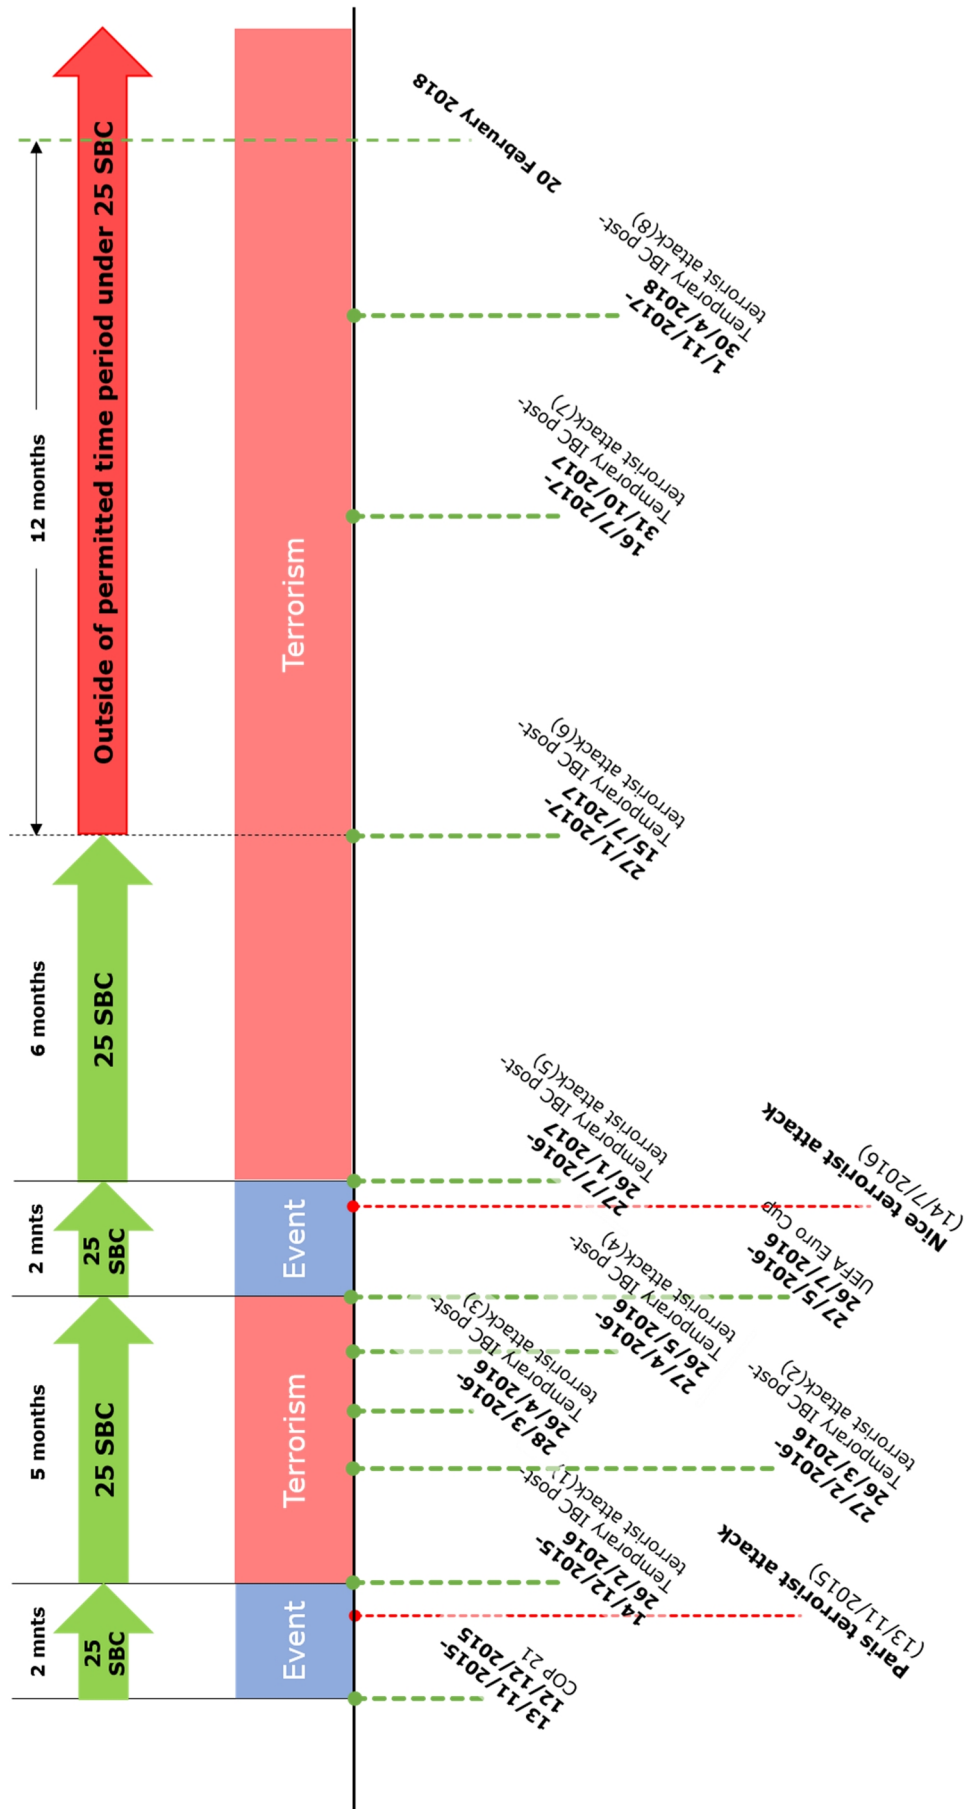 2 mnts
5 months
2 mnts
6 months
12 months
25
SBC
25 SBC
25
SBC
25 SBC
Outside of permitted time period under 25 SBC
Event
Terrorism
Event
Terrorism
13/11/2015-
12/12/2015
COP 21
Paris terrorist attack
(13/11/2015)
14/12/2015-
26/2/2016
Temporary IBC post-
terrorist attack(1)
27/2/2016-
26/3/2016
Temporary IBC post-
terrorist attack(2)
28/3/2016-
26/4/2016
Temporary IBC post-
terrorist attack(3)
27/4/2016-
26/5/2016
Temporary IBC post-
terrorist attack(4)
27/5/2016-
26/7/2016
UEFA Euro Cup
Nice terrorist attack
(14/7/2016)
27/7/2016-
26/1/2017
Temporary IBC post-
terrorist attack(5)
27/1/2017-
15/7/2017
Temporary IBC post-
terrorist attack(6)
16/7/2017-
31/10/2017
Temporary IBC post-
terrorist attack(7)
1/11/2017-
30/4/2018
Temporary IBC post-
terrorist attack(8)
20 February 2018